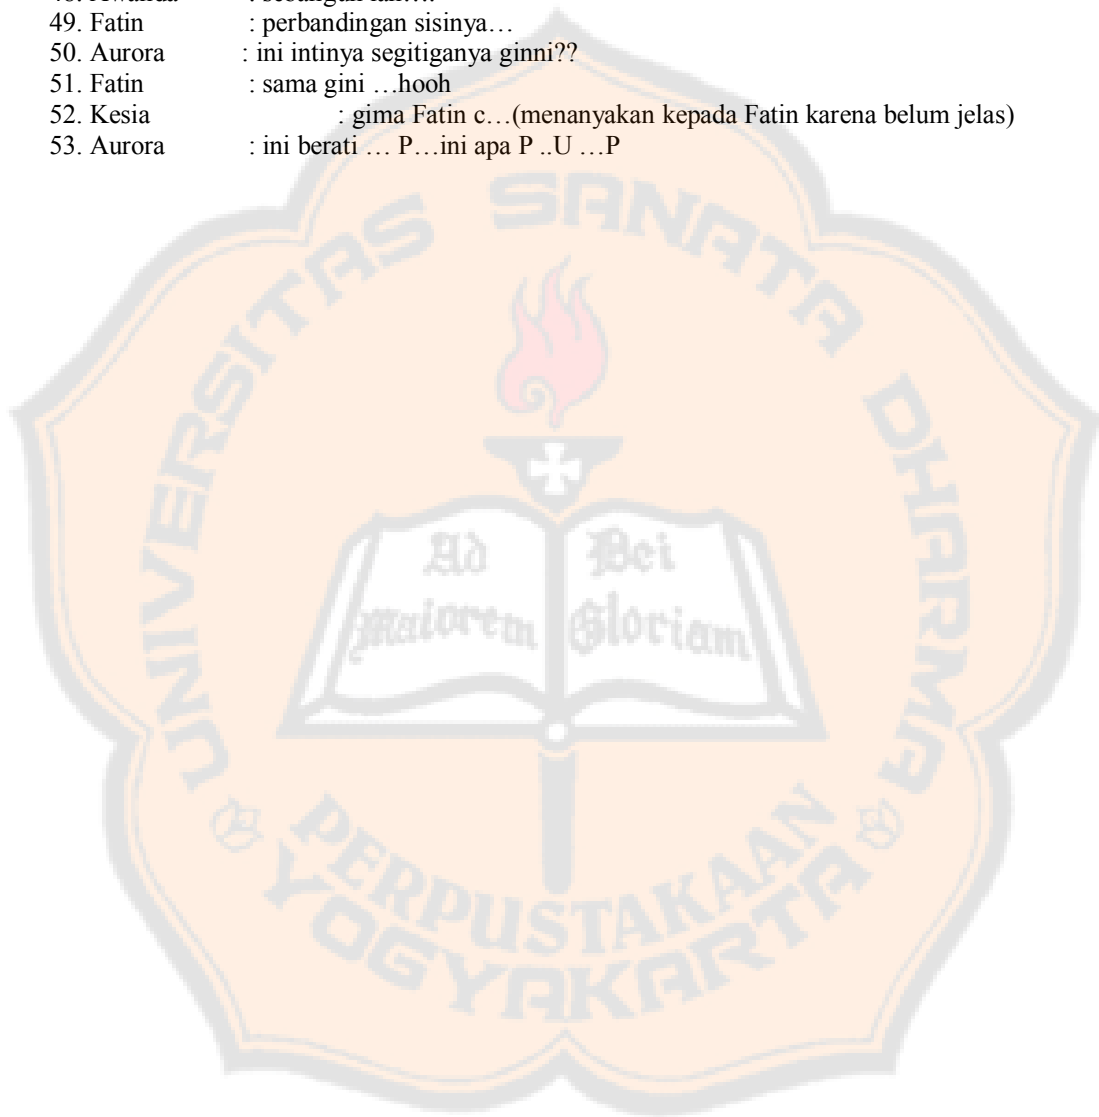 49. Fatin : perbandingan sisinya…
50. Aurora : ini intinya segitiganya ginni??
51. Fatin : sama gini …hooh
52. Kesia : gima Fatin c…(menanyakan kepada Fatin karena belum jelas)
53. Aurora : ini berati … P…ini apa P ..U …P
UNIVERSITAS SANATA DHARMA
Ad Dei
Maiorem Gloriam
PERPUSTAKAAN
YOGYAKARTA